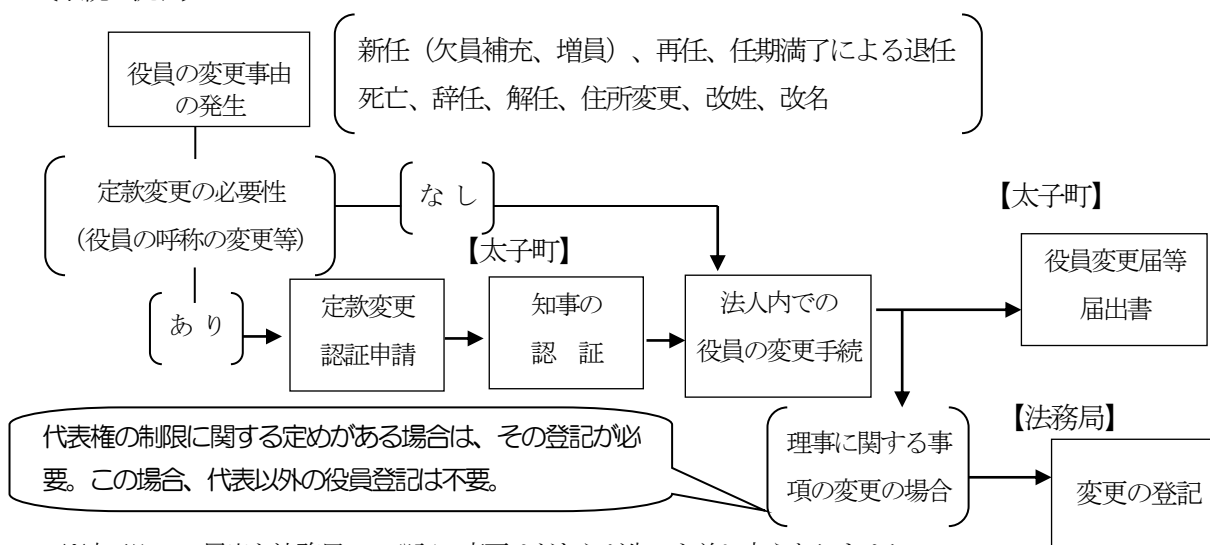 新任（欠員補充、増員）、再任、任期満了による退任
死亡、辞任、解任、住所変更、改姓、改名
役員の変更事由
の発生
定款変更の必要性
（役員の呼称の変更等）
な し
あ り
定款変更
認証申請
【太子町】
知事の
認 証
法人内での
役員の変更手続
【太子町】
役員変更届等
届出書
代表権の制限に関する定めがある場合は、その登記が必
要。この場合、代表以外の役員登記は不要。
理事に関する事
項の変更の場合
【法務局】
変更の登記